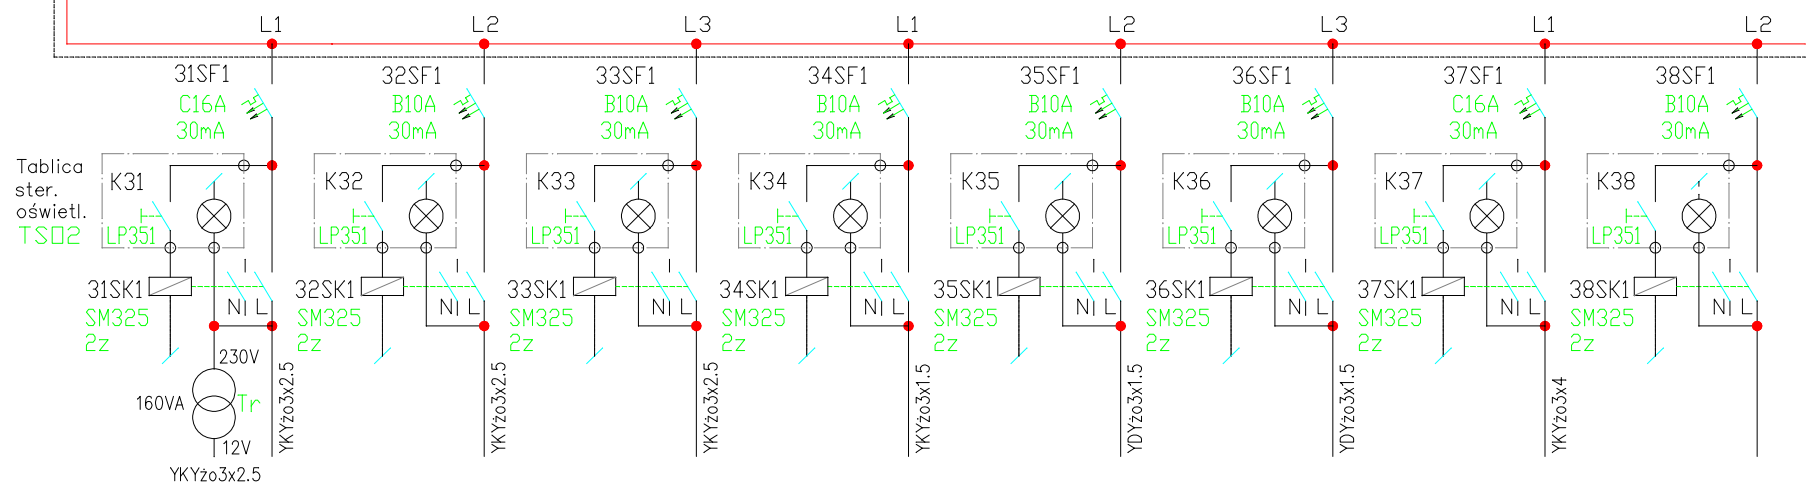 L1 L2 L3 L1 L2 L3 L1 L2
31SF1 32SF1 33SF1 34SF1 35SF1 36SF1 37SF1 38SF1
C16A B10A B10A B10A B10A B10A C16A B10A
30mA 30mA 30mA 30mA 30mA 30mA 30mA 30mA
Tablica
ster.
oświetl.
TSO2
K31 K32 K33 K34 K35 K36 K37 K38
LP351 LP351 LP351 LP351 LP351 LP351 LP351 LP351
31SK1 32SK1 33SK1 34SK1 35SK1 36SK1 37SK1 38SK1
N L N L N L N L N L N L N L N L
SM325 SM325 SM325 SM325 SM325 SM325 SM325 SM325
2z 2z 2z 2z 2z 2z 2z 2z
230V
160VA Tr
12V
YKYżo3x2.5
YKYżo3x2.5
YKYżo3x2.5
YKYżo3x2.5
YKYżo3x1.5
YDYżo3x1.5
YDYżo3x1.5
YKYżo3x4